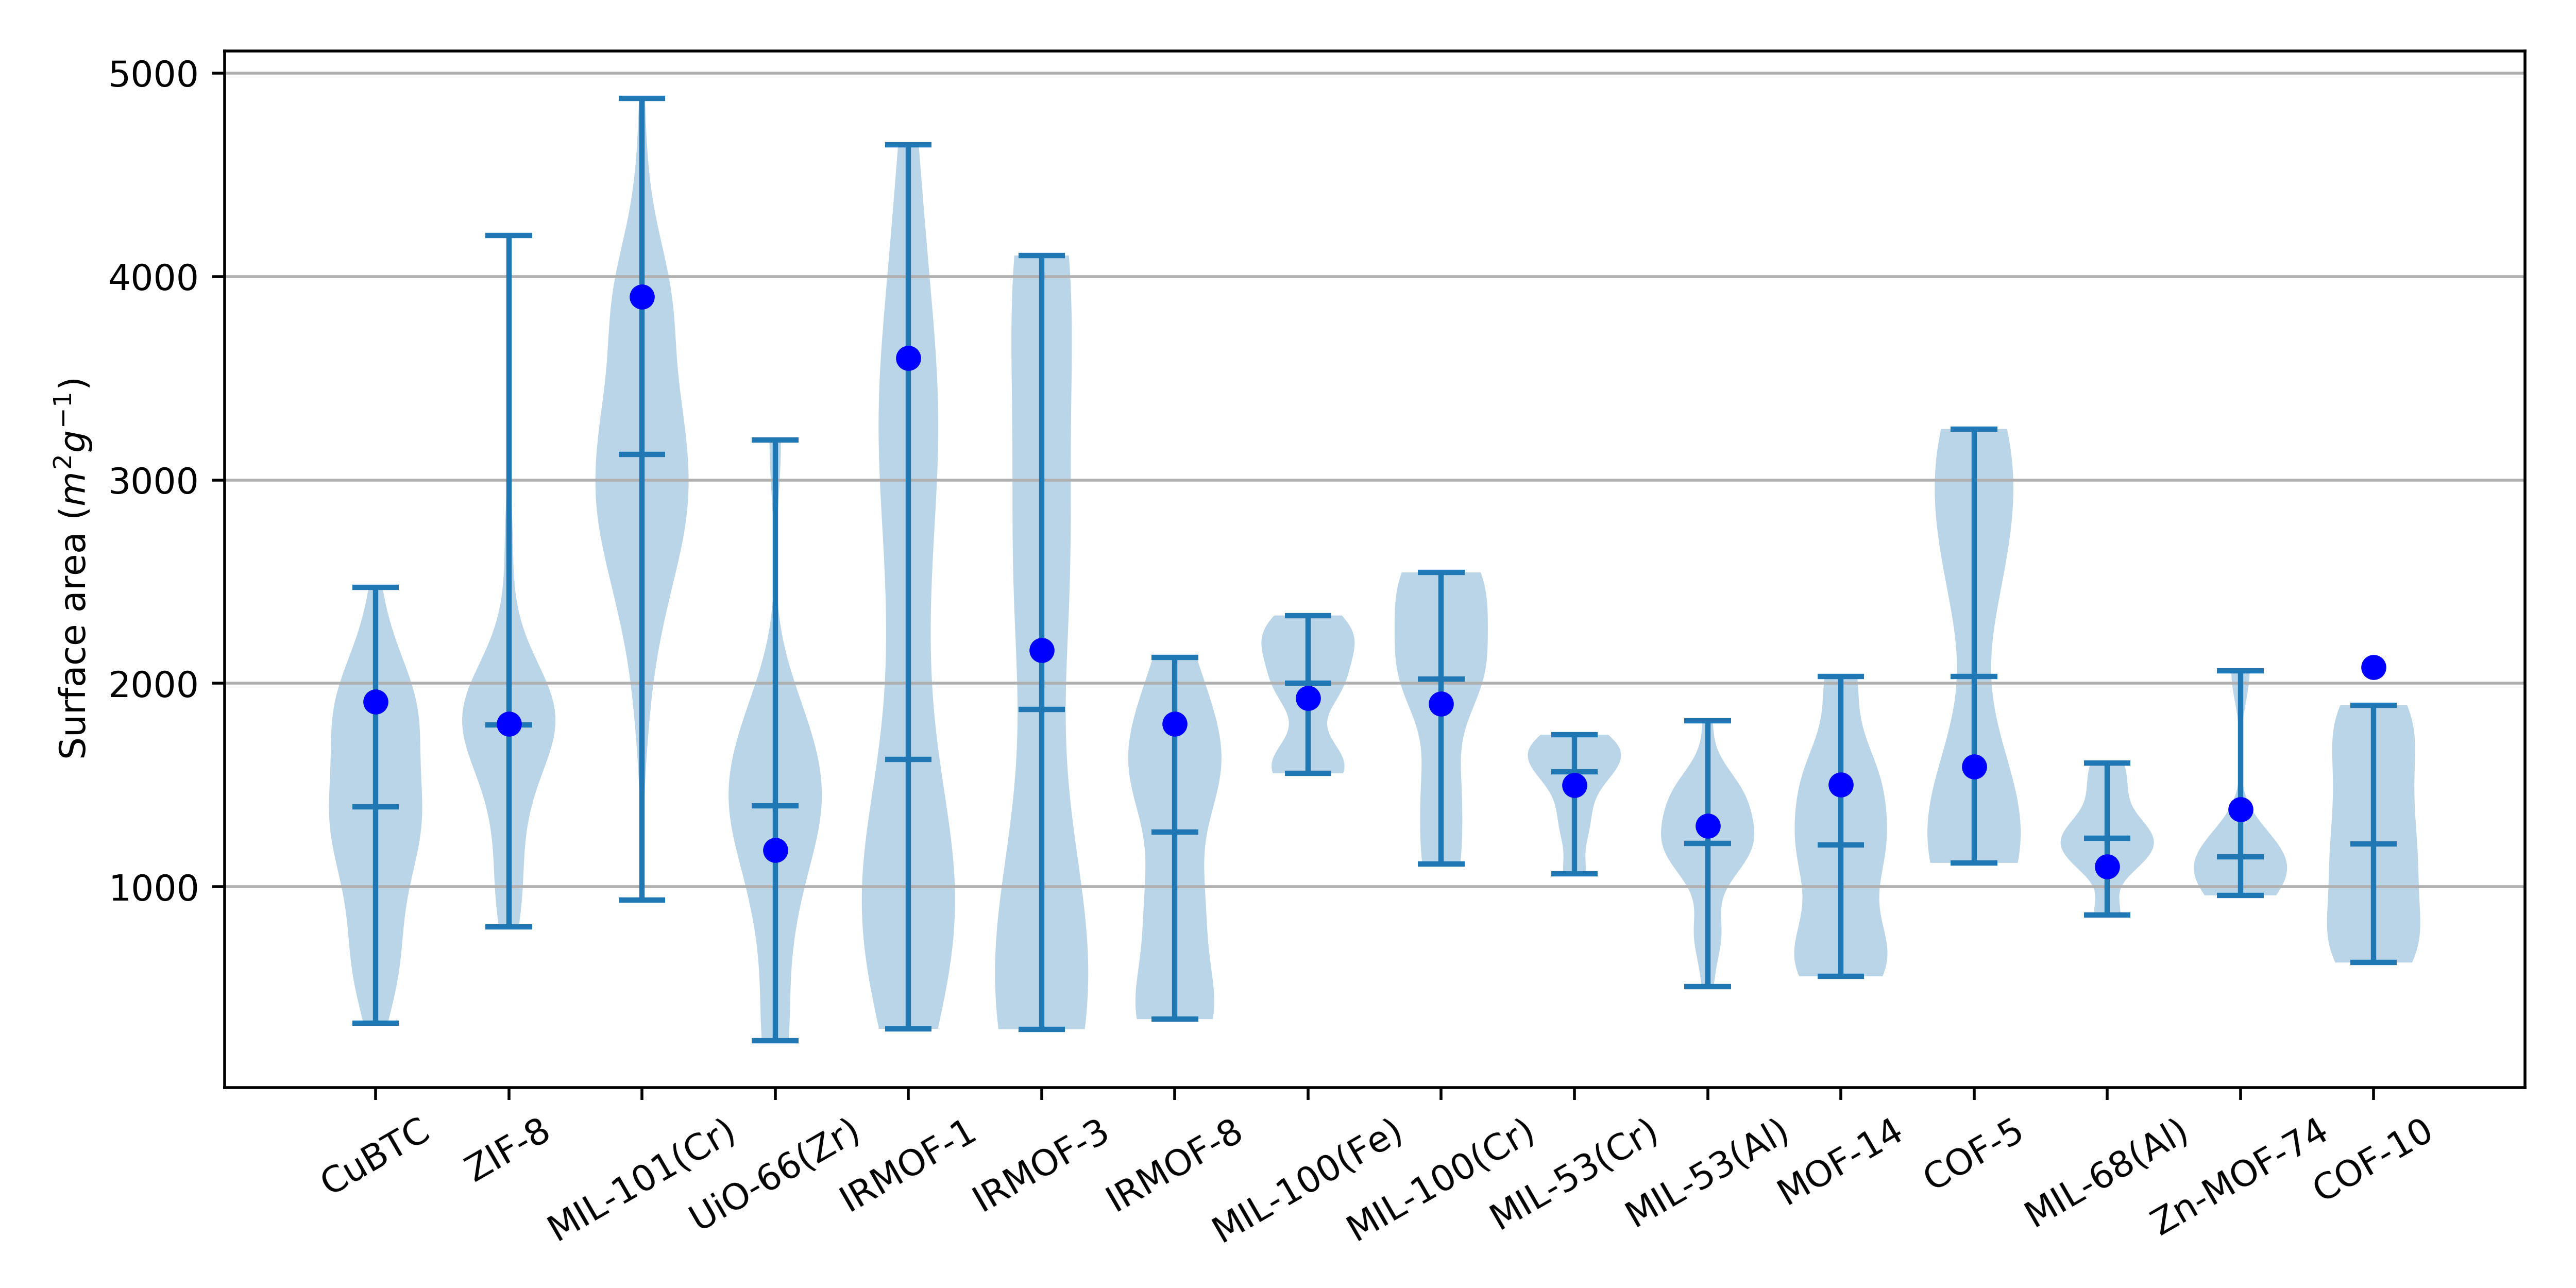 5000
4000
3000
2000
1000
Surface area (m²g⁻¹)
CuBTC
ZIF-8
MIL-101(Cr)
UiO-66(Zr)
IRMOF-1
IRMOF-3
IRMOF-8
MIL-100(Fe)
MIL-100(Cr)
MIL-53(Cr)
MIL-53(Al)
MOF-14
COF-5
MIL-68(Al)
Zn-MOF-74
COF-10